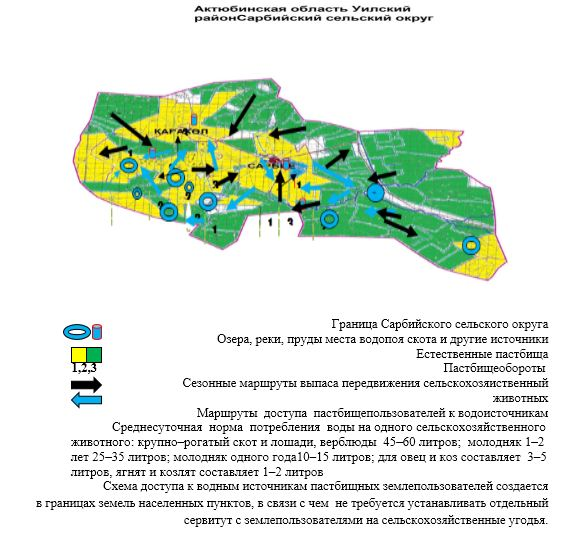 Актюбинская область Уилский
районСарбийский сельский округ
КАРАКОЛ
1
2
1
3
Граница Сарбийского сельского округа
Озера, реки, пруды места водопоя скота и другие источники
Естественные пастбища
1,2,3 Пастбищеобороты
Сезонные маршруты выпаса передвижения сельскохозяиственный
животных
Маршруты доступа пастбищепользователей к водоисточникам
Среднесуточная норма потребления воды на одного сельскохозяйственного
животного: крупно–рогатый скот и лошади, верблюды 45–60 литров; молодняк 1–2
лет 25–35 литров; молодняк одного года10–15 литров; для овец и коз составляет 3–5
литров, ягнят и козлят составляет 1–2 литров
Схема доступа к водным источникам пастбищных землепользователей создается
в границах земель населенных пунктов, в связи с чем не требуется устанавливать отдельный
сервитут с землепользователями на сельскохозяйственные угодья.